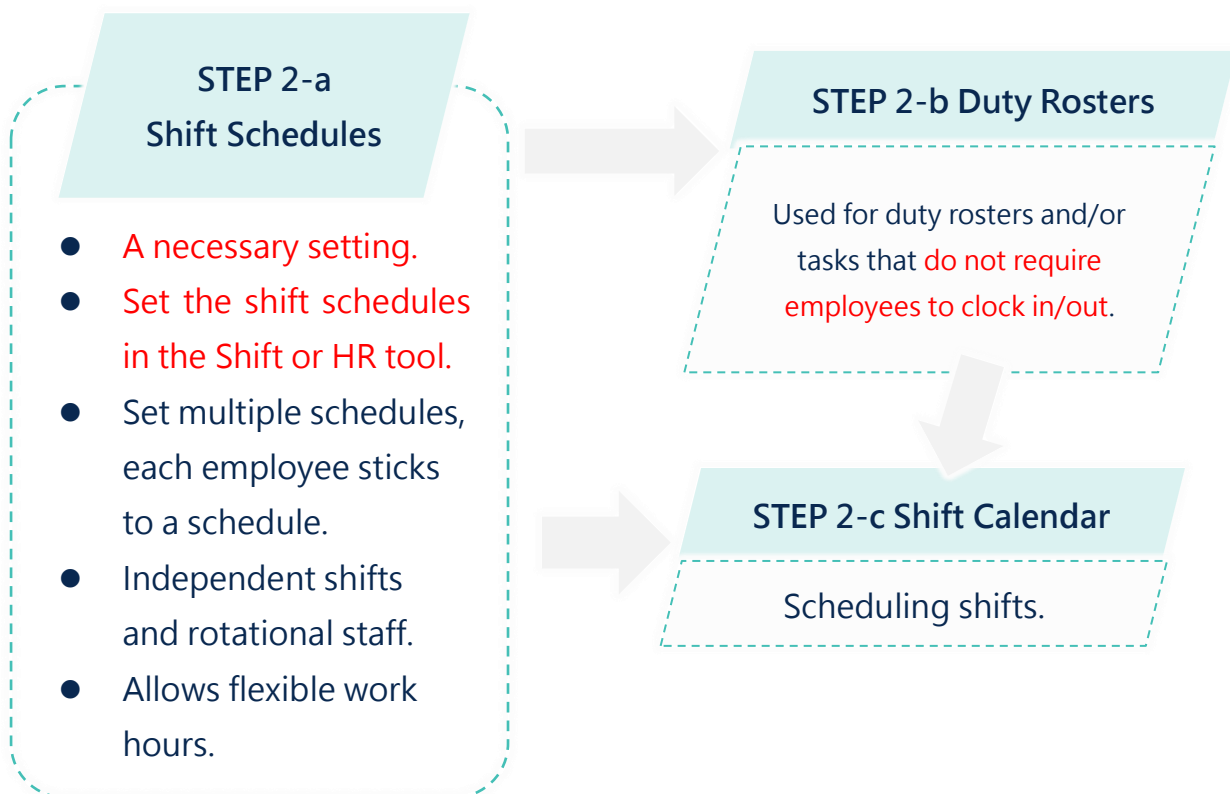 STEP 2-a
Shift Schedules
● A necessary setting.
● Set the shift schedules
in the Shift or HR tool.
● Set multiple schedules,
each employee sticks
to a schedule.
● Independent shifts
and rotational staff.
● Allows flexible work
hours.
STEP 2-b Duty Rosters
Used for duty rosters and/or
tasks that do not require
employees to clock in/out.
STEP 2-c Shift Calendar
Scheduling shifts.